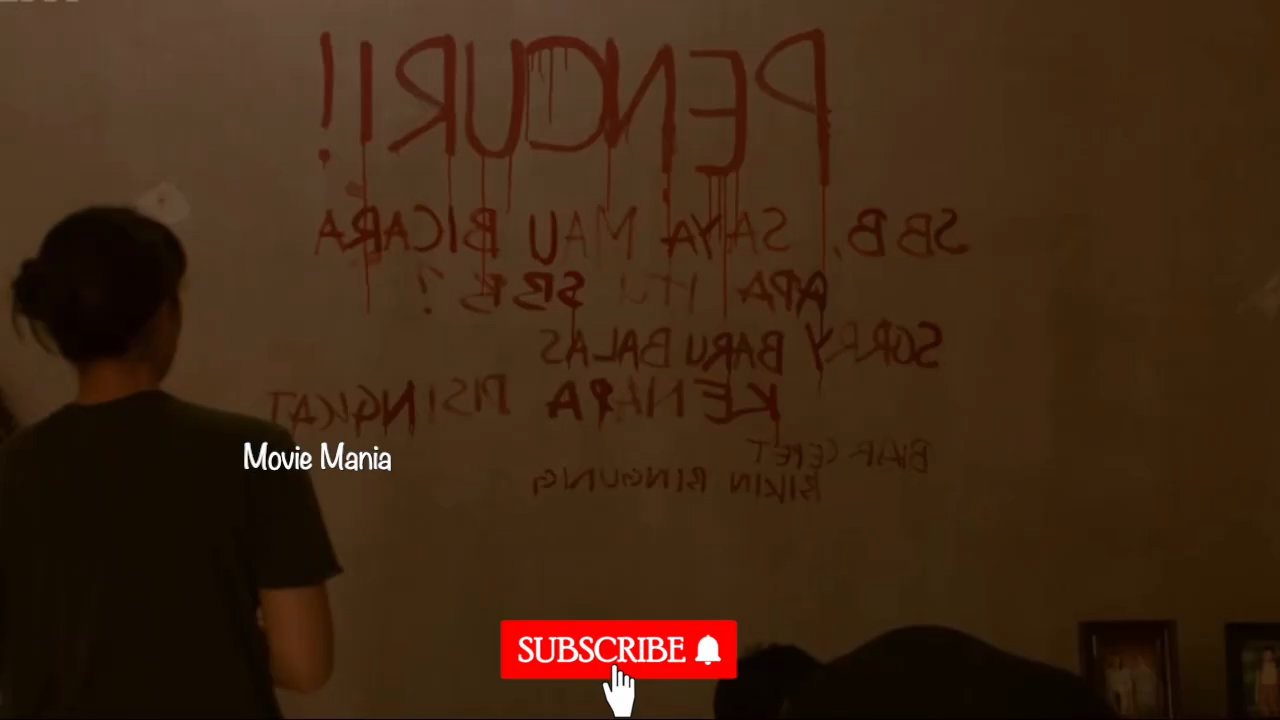 PENCURI!!
SBB. SAYA MAU BICARA
APA ITU SBB?
SORRY BARU BALAS
KENAPA DISINGKAT
BIAR CEPET
BIKIN BINGUNG
Movie Mania
SUBSCRIBE